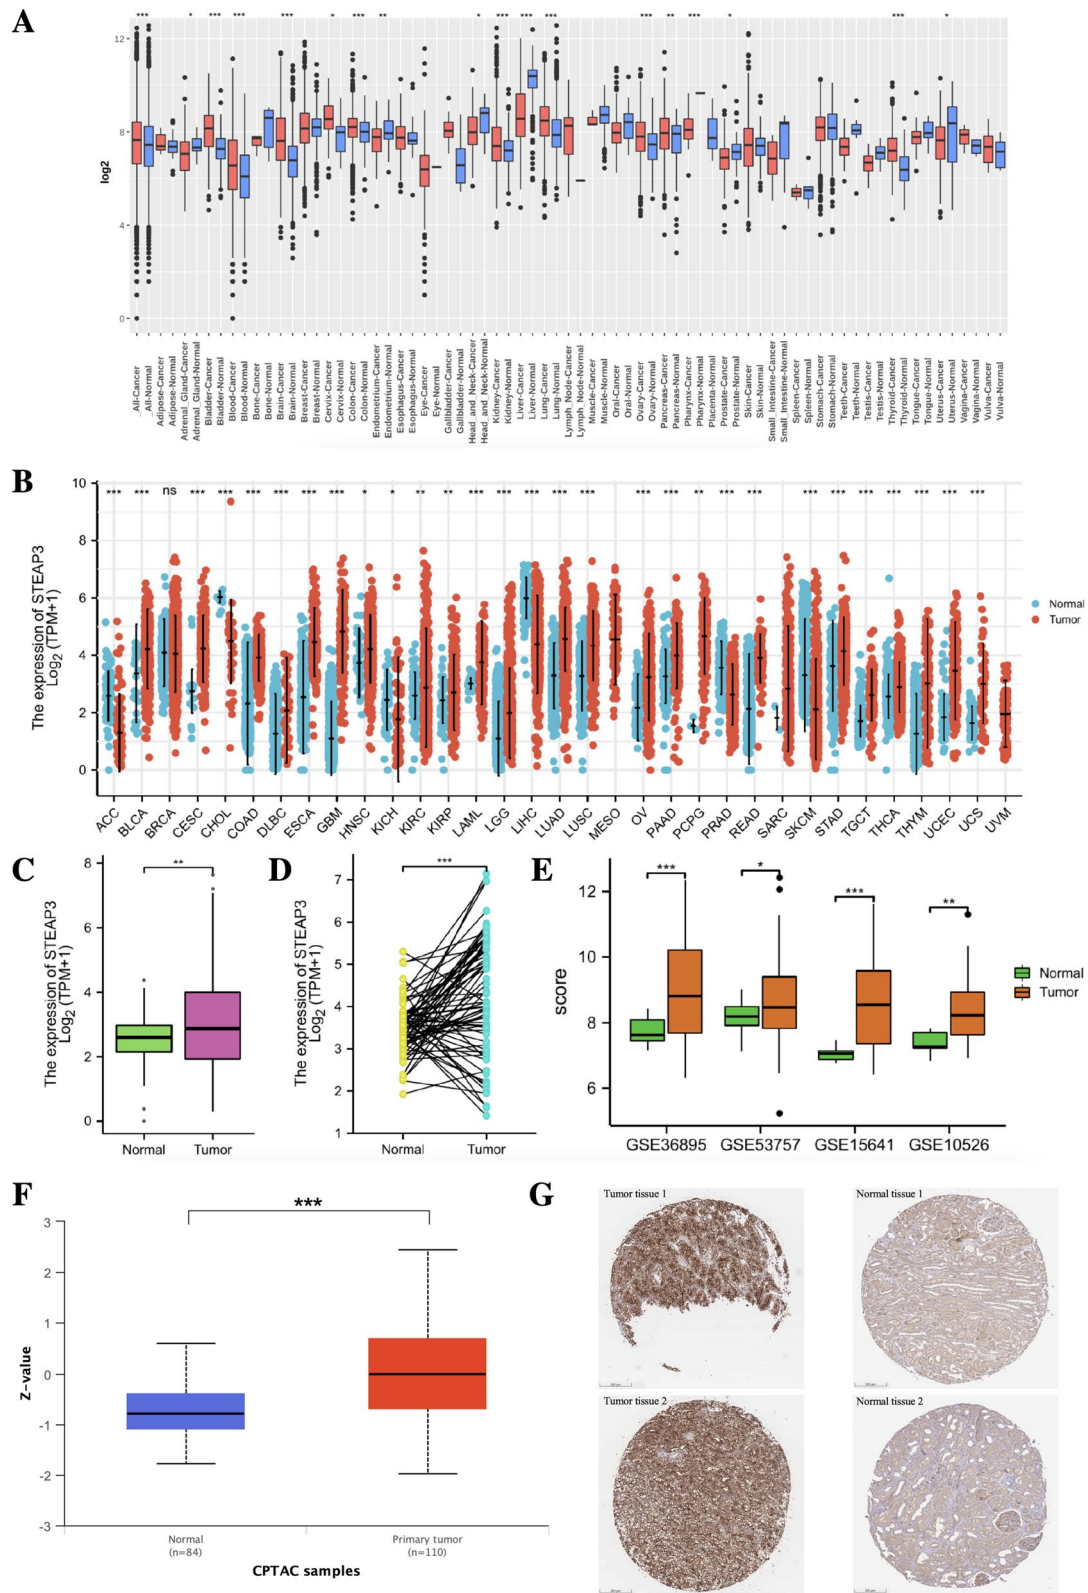 A
*** * *** *** *** * *** ** * *** *** *** *** ** *** * *** *
12
8
4
0
log2
_All-Cancer
_All-Normal
Adipose-Cancer
Adipose-Normal
Adrenal_Gland-Cancer
Adrenal_Gland-Normal
Bladder-Cancer
Bladder-Normal
Blood-Cancer
Blood-Normal
Bone-Cancer
Bone-Normal
Brain-Cancer
Brain-Normal
Breast-Cancer
Breast-Normal
Cervix-Cancer
Cervix-Normal
Colon-Cancer
Colon-Normal
Endometrium-Cancer
Endometrium-Normal
Esophagus-Cancer
Esophagus-Normal
Eye-Cancer
Eye-Normal
Gallbladder-Cancer
Gallbladder-Normal
Head_and_Neck-Cancer
Head_and_Neck-Normal
Kidney-Cancer
Kidney-Normal
Liver-Cancer
Liver-Normal
Lung-Cancer
Lung-Normal
Lymph_Node-Cancer
Lymph_Node-Normal
Muscle-Cancer
Muscle-Normal
Oral-Cancer
Oral-Normal
Ovary-Cancer
Ovary-Normal
Pancreas-Cancer
Pancreas-Normal
Pharynx-Cancer
Pharynx-Normal
Placenta-Normal
Prostate-Cancer
Prostate-Normal
Skin-Cancer
Skin-Normal
Small_Intestine-Cancer
Small_Intestine-Normal
Spleen-Cancer
Spleen-Normal
Stomach-Cancer
Stomach-Normal
Teeth-Cancer
Teeth-Normal
Testis-Cancer
Testis-Normal
Thyroid-Cancer
Thyroid-Normal
Tongue-Cancer
Tongue-Normal
Uterus-Cancer
Uterus-Normal
Vagina-Cancer
Vagina-Normal
Vulva-Cancer
Vulva-Normal
B
The expression of STEAP3
Log2 (TPM+1)
10
8
6
4
2
0
*** *** ns *** *** *** *** *** *** * * ** ** *** *** *** *** *** *** *** ** *** *** *** *** *** *** *** *** ***
Normal
Tumor
ACC BLCA BRCA CESC CHOL COAD DLBC ESCA GBM HNSC KICH KIRC KIRP LAML LGG LIHC LUAD LUSC MESO OV PAAD PCPG PRAD READ SARC SKCM STAD TGCT THCA THYM UCEC UCS UVM
C
The expression of STEAP3
Log2 (TPM+1)
8
6
4
2
0
**
Normal Tumor
D
The expression of STEAP3
Log2 (TPM+1)
7
6
5
4
3
2
1
***
Normal Tumor
E
score
12
10
8
6
*** * *** **
Normal
Tumor
GSE36895 GSE53757 GSE15641 GSE10526
F
***
Z-value
3
2
1
0
-1
-2
-3
Normal
(n=84)
Primary tumor
(n=110)
CPTAC samples
G
Tumor tissue 1
Normal tissue 1
Tumor tissue 2
Normal tissue 2